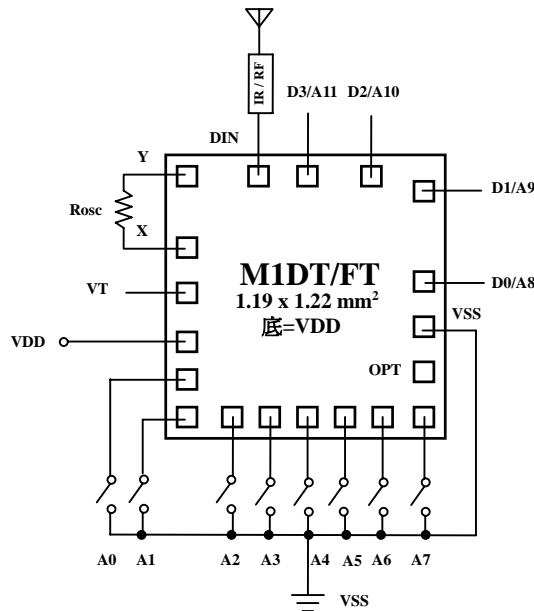 IR / RF
D3/A11
D2/A10
DIN
Y
D1/A9
Rosc
X
M1DT/FT
1.19 x 1.22 mm²
底=VDD
D0/A8
VT
VSS
VDD
OPT
A0
A1
A2
A3
A4
A5
A6
A7
VSS